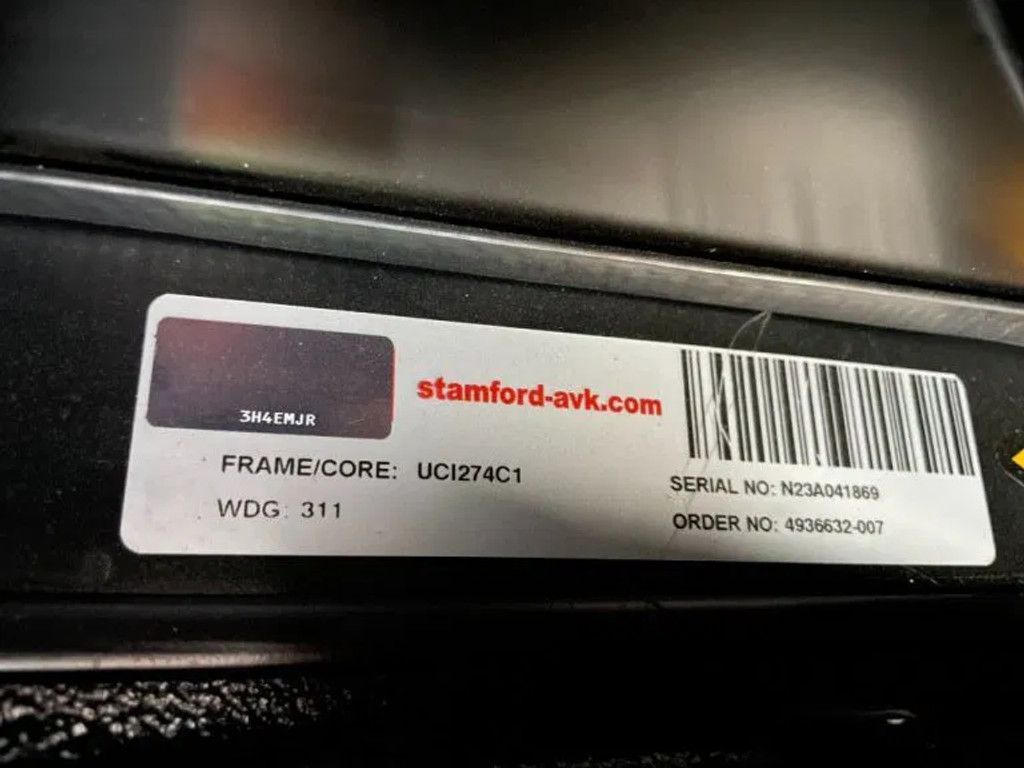 3H4EMJR
stamford-avk.com
FRAME/CORE: UCI274C1
WDG: 311
SERIAL NO: N23A041869
ORDER NO: 4936632-007